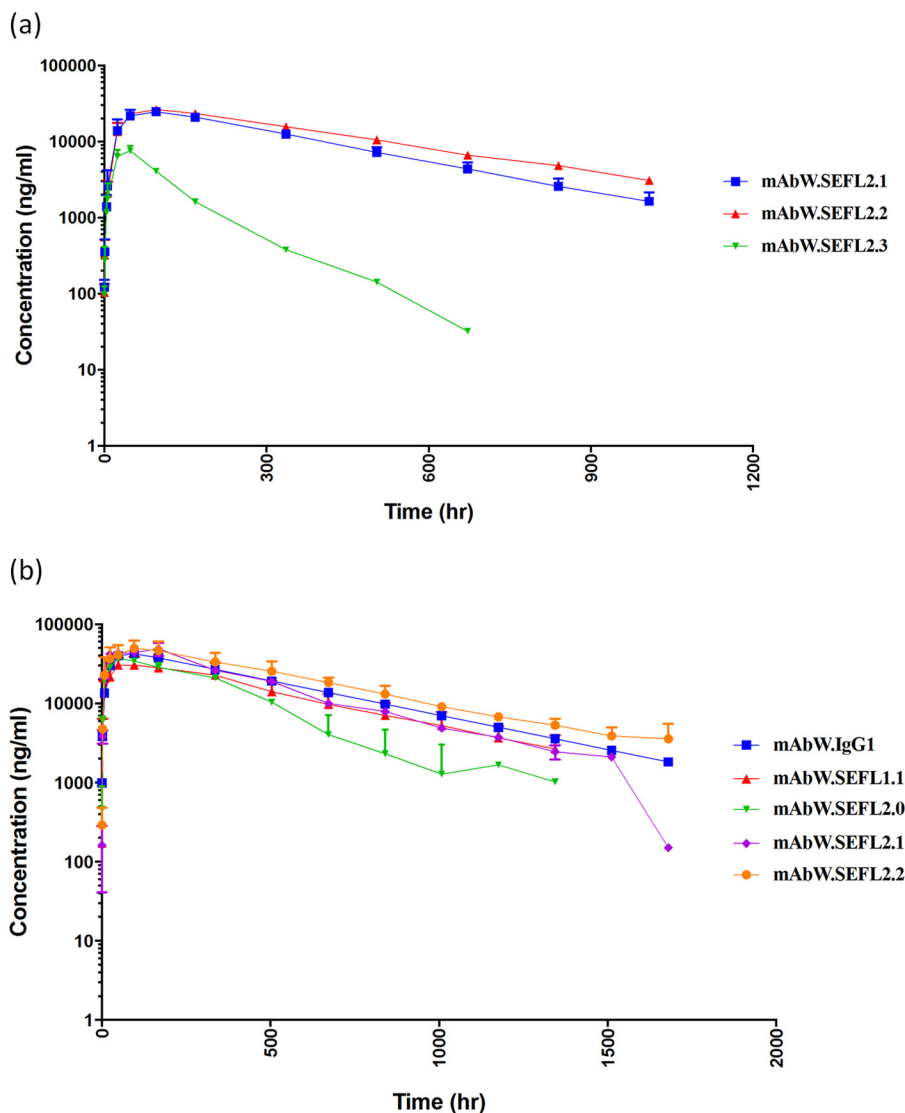 (a)
100000
10000
1000
100
10
1
Concentration (ng/ml)
0
300
600
900
1200
Time (hr)
mAbW.SEFL2.1
mAbW.SEFL2.2
mAbW.SEFL2.3
(b)
100000
10000
1000
100
10
1
Concentration (ng/ml)
0
500
1000
1500
2000
Time (hr)
mAbW.IgG1
mAbW.SEFL1.1
mAbW.SEFL2.0
mAbW.SEFL2.1
mAbW.SEFL2.2